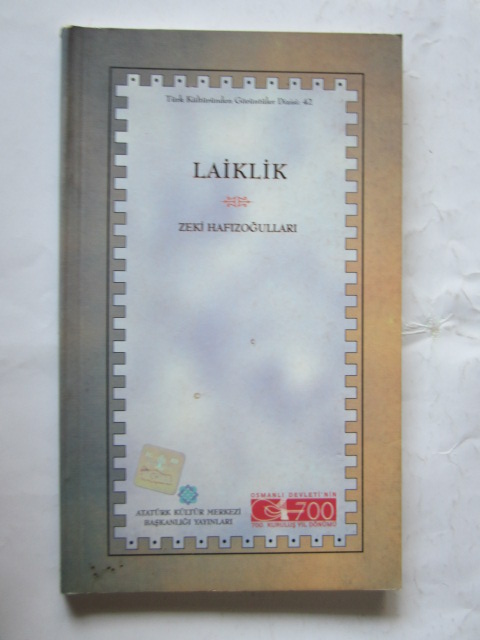 Türk Kültüründen Görüntüler Dizisi: 42
LAİKLİK
ZEKİ HAFIZOĞULLARI
ATATÜRK KÜLTÜR MERKEZİ
BAŞKANLIĞI YAYINLARI
OSMANLI DEVLETİ'NİN
700
700. KURULUŞ YIL DÖNÜMÜ